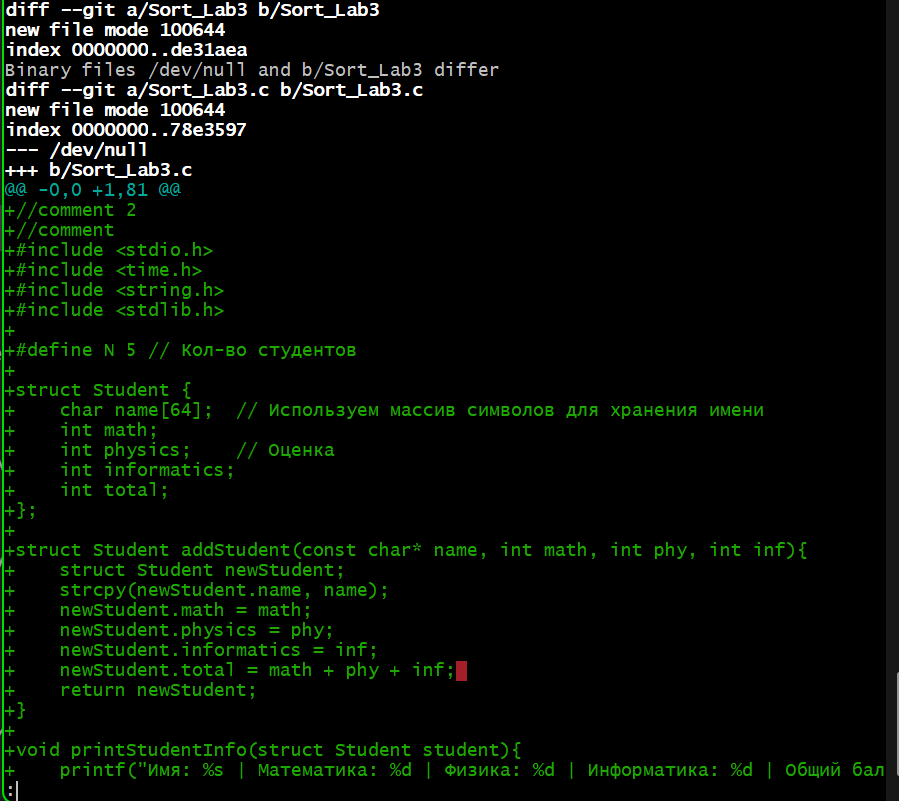 diff --git a/Sort_Lab3 b/Sort_Lab3
new file mode 100644
index 0000000..de31aea
Binary files /dev/null and b/Sort_Lab3 differ
diff --git a/Sort_Lab3.c b/Sort_Lab3.c
new file mode 100644
index 0000000..78e3597
--- /dev/null
+++ b/Sort_Lab3.c
@@ -0,0 +1,81 @@
+//comment 2
+//comment
+#include <stdio.h>
+#include <time.h>
+#include <string.h>
+#include <stdlib.h>
+
+#define N 5 // Кол-во студентов
+
+struct Student {
+    char name[64];  // Используем массив символов для хранения имени
+    int math;
+    int physics;    // Оценка
+    int informatics;
+    int total;
+};
+
+struct Student addStudent(const char* name, int math, int phy, int inf){
+    struct Student newStudent;
+    strcpy(newStudent.name, name);
+    newStudent.math = math;
+    newStudent.physics = phy;
+    newStudent.informatics = inf;
+    newStudent.total = math + phy + inf;
+    return newStudent;
+}
+
+void printStudentInfo(struct Student student){
+    printf("Имя: %s | Математика: %d | Физика: %d | Информатика: %d | Общий бал
: